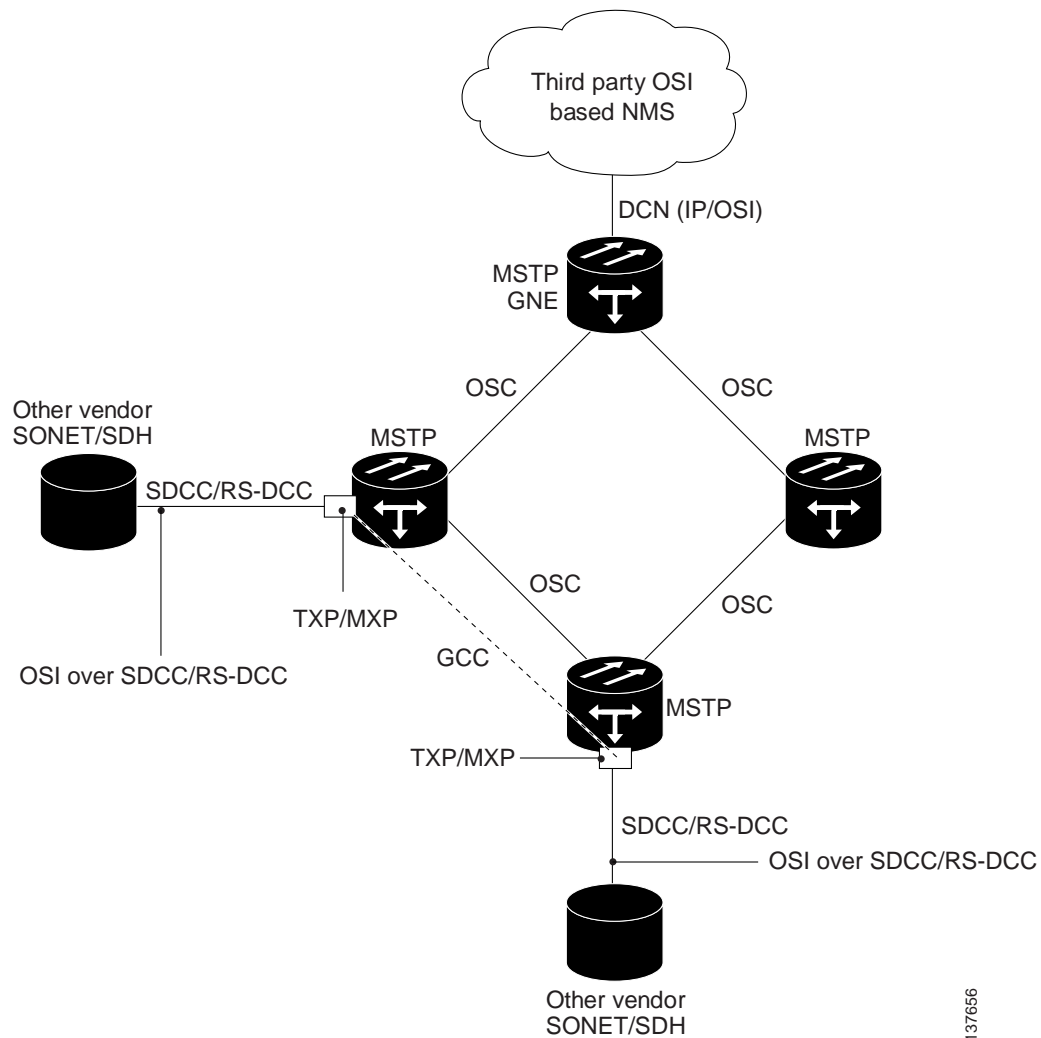 Third party OSI
based NMS
DCN (IP/OSI)
MSTP
GNE
OSC
OSC
Other vendor
SONET/SDH
MSTP
MSTP
SDCC/RS-DCC
OSC
OSC
TXP/MXP
GCC
OSI over SDCC/RS-DCC
MSTP
TXP/MXP
SDCC/RS-DCC
OSI over SDCC/RS-DCC
Other vendor
SONET/SDH
137656